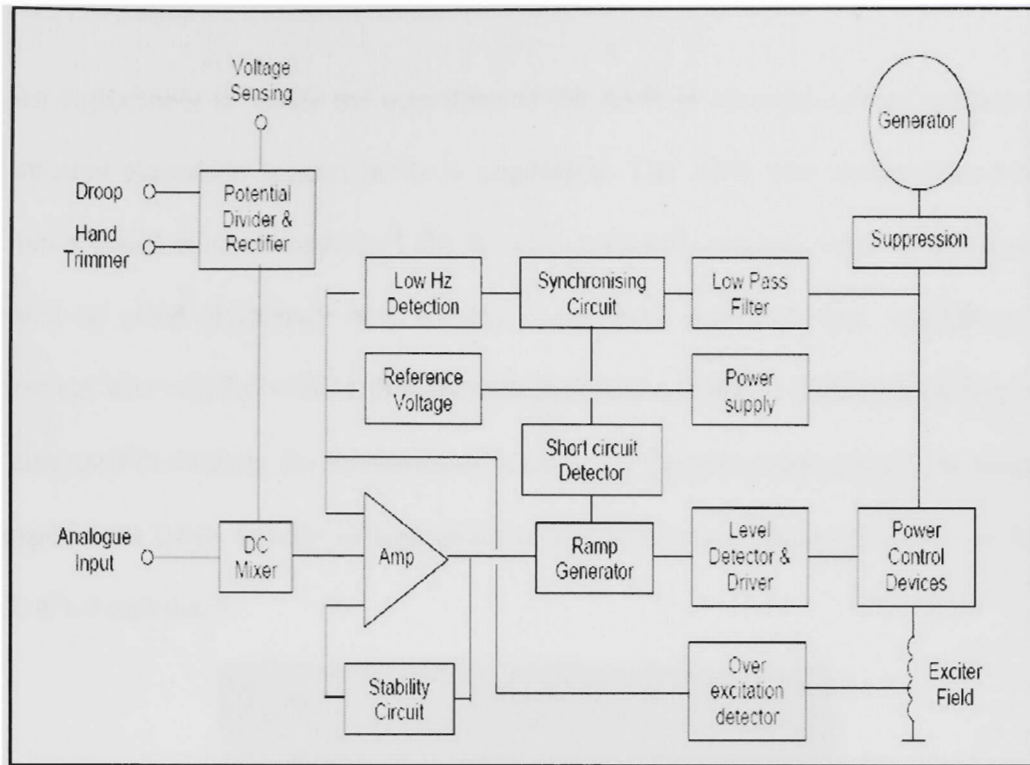 Voltage
Sensing
Generator
Droop
Hand
Trimmer
Potential
Divider &
Rectifier
Suppression
Low Hz
Detection
Synchronising
Circuit
Low Pass
Filter
Reference
Voltage
Power
supply
Short circuit
Detector
Analogue
Input
DC
Mixer
Amp
Ramp
Generator
Level
Detector &
Driver
Power
Control
Devices
Stability
Circuit
Over
excitation
detector
Exciter
Field